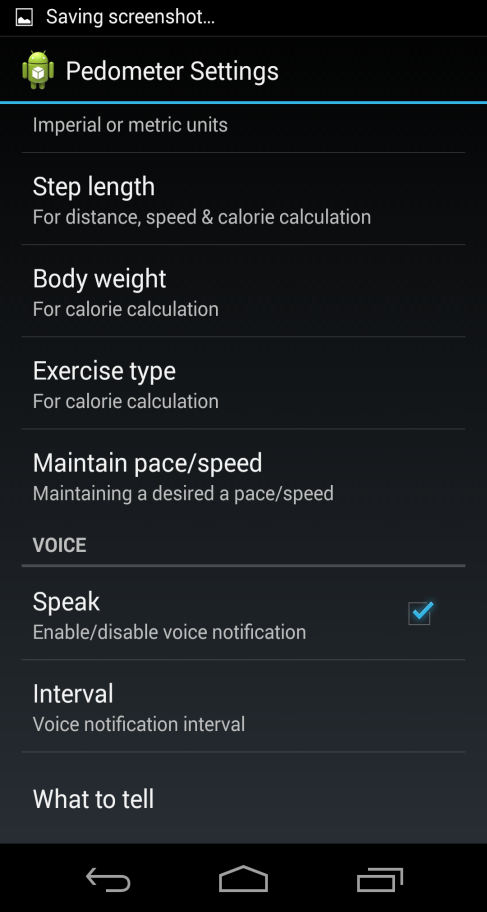 Saving screenshot...
Pedometer Settings
Imperial or metric units
Step length
For distance, speed & calorie calculation
Body weight
For calorie calculation
Exercise type
For calorie calculation
Maintain pace/speed
Maintaining a desired a pace/speed
VOICE
Speak
Enable/disable voice notification
Interval
Voice notification interval
What to tell